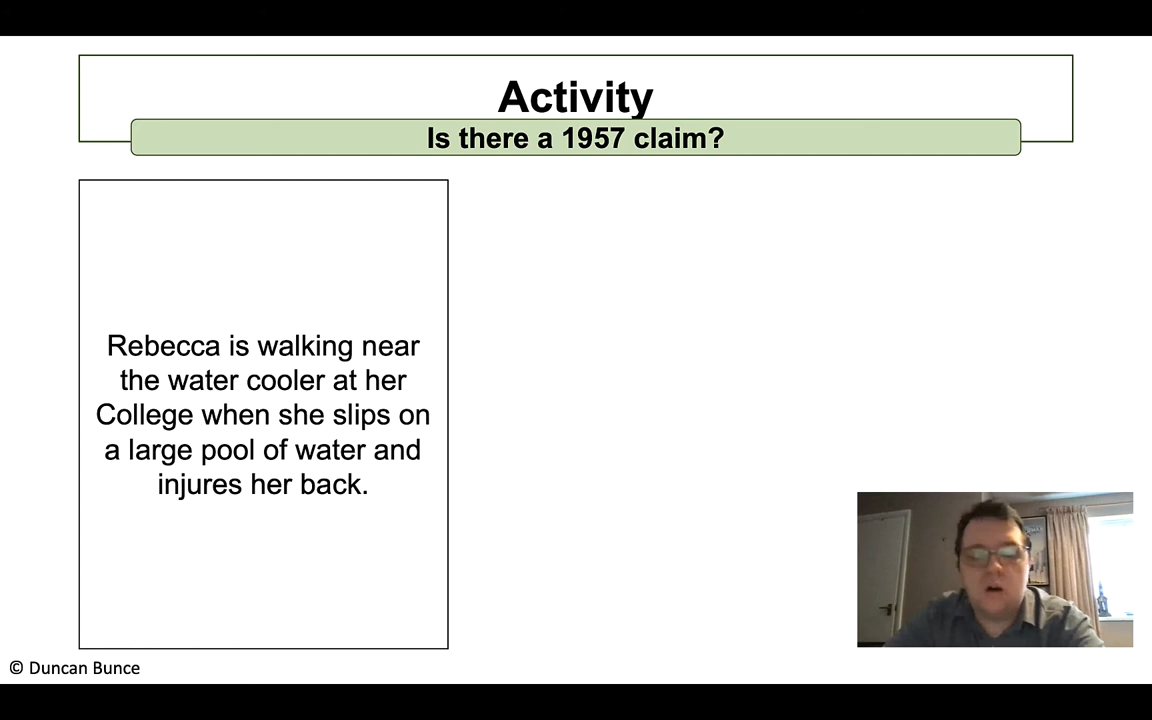 Activity
Is there a 1957 claim?
Rebecca is walking near
the water cooler at her
College when she slips on
a large pool of water and
injures her back.
© Duncan Bunce